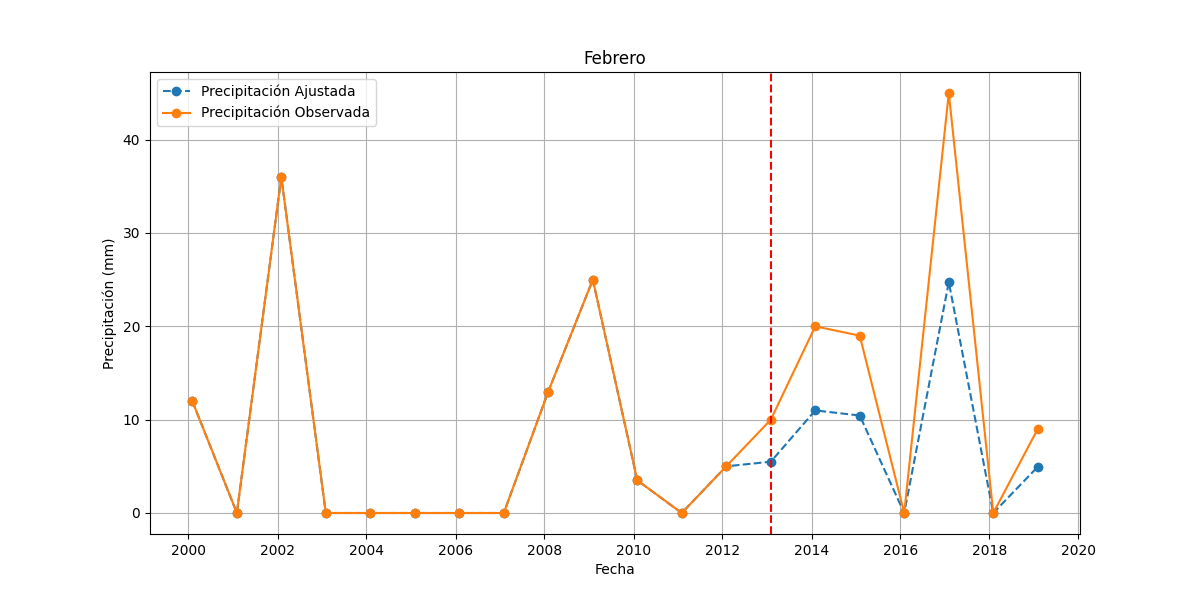 Febrero
Precipitación Ajustada
Precipitación Observada
Precipitación (mm)
40
30
20
10
0
2000 2002 2004 2006 2008 2010 2012 2014 2016 2018 2020
Fecha